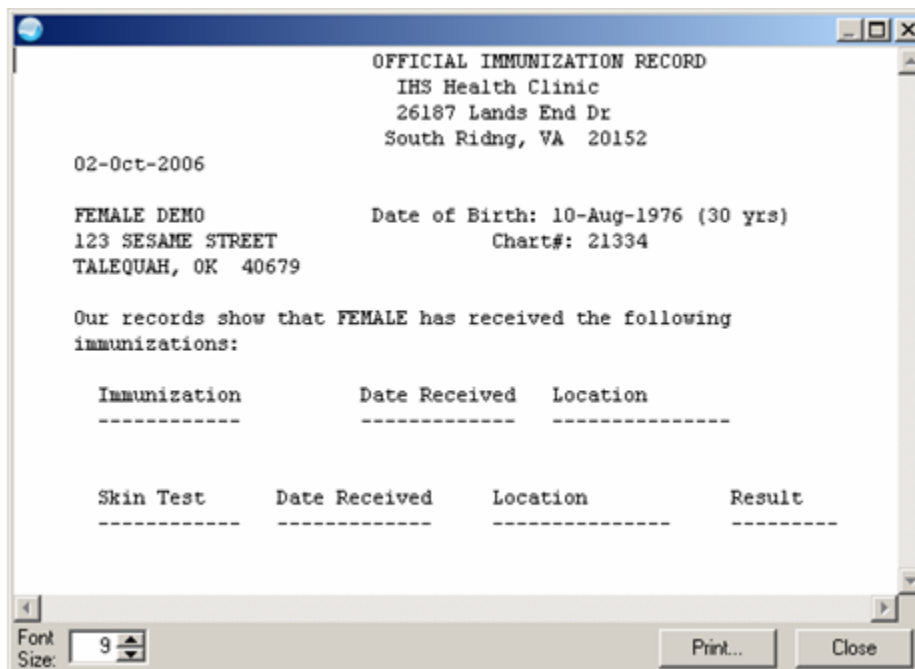 OFFICIAL IMMUNIZATION RECORD
IHS Health Clinic
26187 Lands End Dr
South Ridng, VA  20152
02-Oct-2006
FEMALE DEMO Date of Birth: 10-Aug-1976 (30 yrs)
123 SESAME STREET Chart#: 21334
TALEQUAH, OK  40679
Our records show that FEMALE has received the following
immunizations:
Immunization Date Received Location
------------ ------------- ---------------
Skin Test Date Received Location Result
------------ ------------- --------------- ---------
Font Size: 9 Print... Close